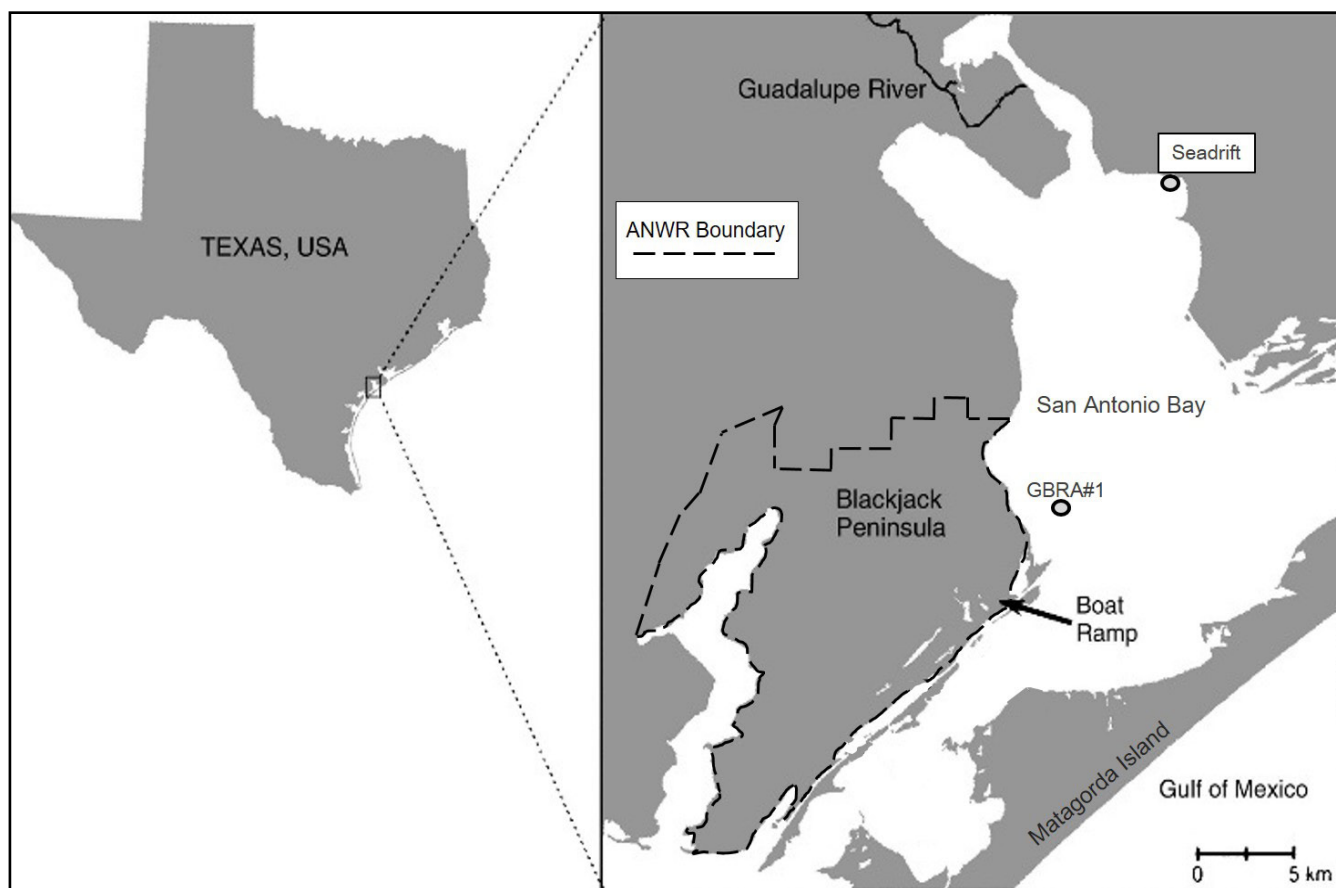 TEXAS, USA
Guadalupe River
Seadrift
ANWR Boundary
San Antonio Bay
GBRA#1
Blackjack
Peninsula
Boat
Ramp
Matagorda Island
Gulf of Mexico
0 5 km